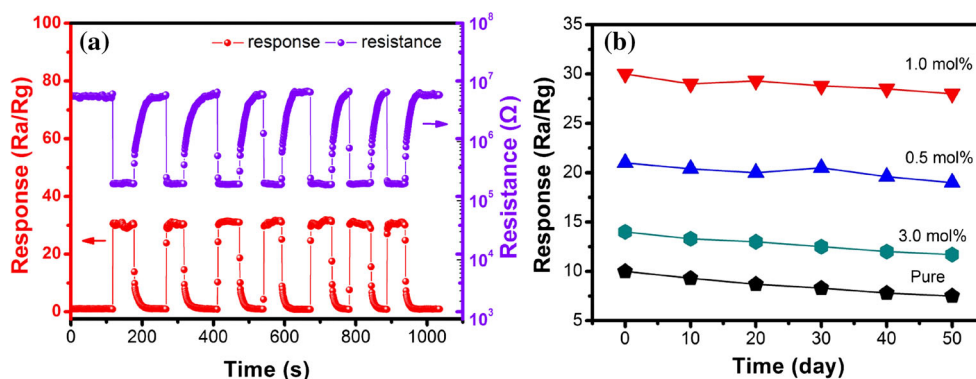 (a)
response
resistance
Response (Ra/Rg)
100
80
60
40
20
0
0 200 400 600 800 1000
Time (s)
10⁸
10⁷
10⁶
10⁵
10⁴
10³
Resistance (Ω)
(b)
Response (Ra/Rg)
35
30
25
20
15
10
5
1.0 mol%
0.5 mol%
3.0 mol%
Pure
0 10 20 30 40 50
Time (day)